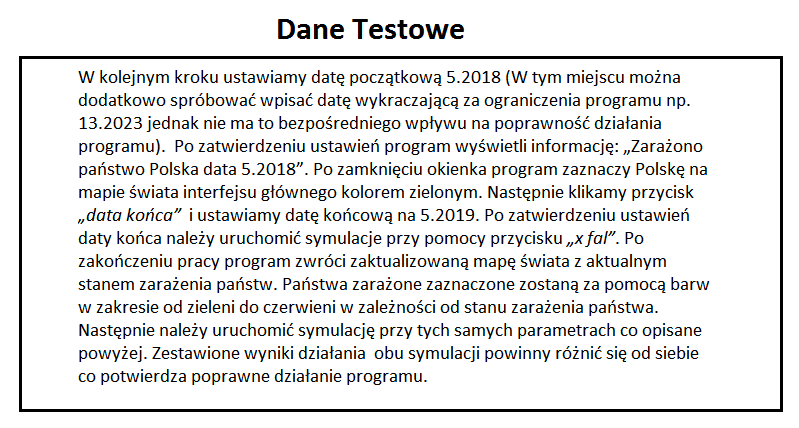 Dane Testowe
W kolejnym kroku ustawiamy datę początkową 5.2018 (W tym miejscu można
dodatkowo spróbować wpisać datę wykraczającą za ograniczenia programu np.
13.2023 jednak nie ma to bezpośredniego wpływu na poprawność działania
programu).  Po zatwierdzeniu ustawień program wyświetli informację: „Zarażono
państwo Polska data 5.2018”. Po zamknięciu okienka program zaznaczy Polskę na
mapie świata interfejsu głównego kolorem zielonym. Następnie klikamy przycisk
„data końca”  i ustawiamy datę końcową na 5.2019. Po zatwierdzeniu ustawień
daty końca należy uruchomić symulacje przy pomocy przycisku „x fal”. Po
zakończeniu pracy program zwróci zaktualizowaną mapę świata z aktualnym
stanem zarażenia państw. Państwa zarażone zaznaczone zostaną za pomocą barw
w zakresie od zieleni do czerwieni w zależności od stanu zarażenia państwa.
Następnie należy uruchomić symulację przy tych samych parametrach co opisane
powyżej. Zestawione wyniki działania  obu symulacji powinny różnić się od siebie
co potwierdza poprawne działanie programu.